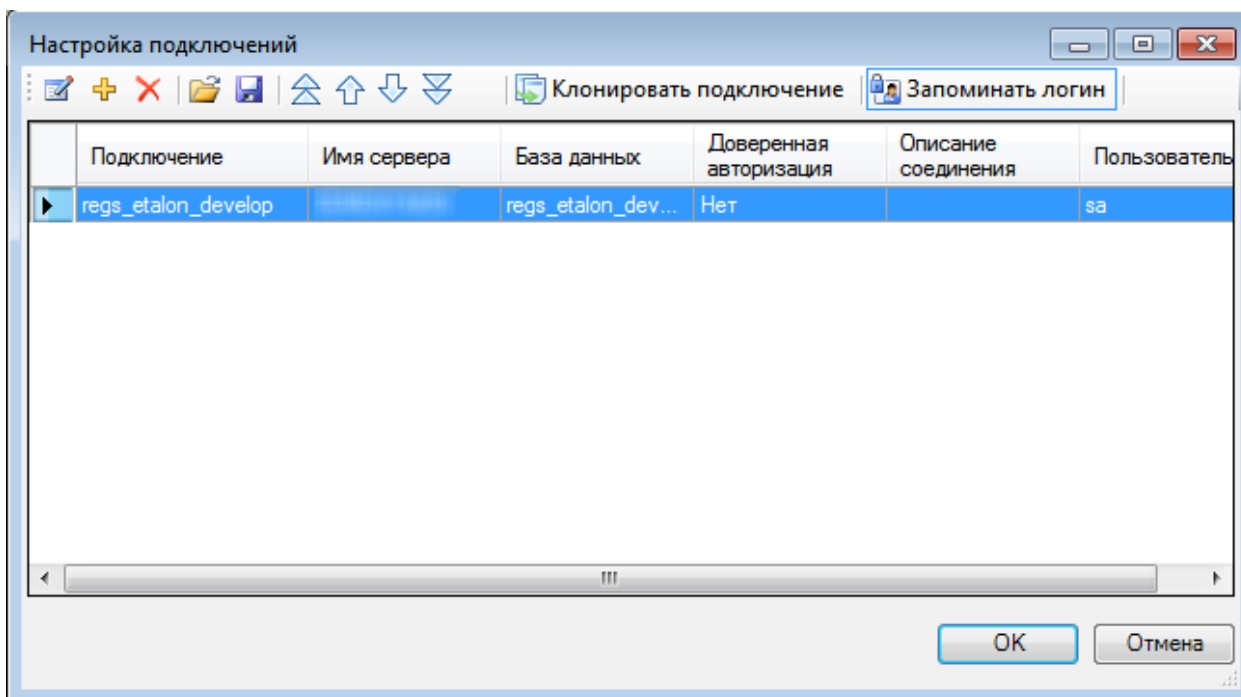 Настройка подключений
Клонировать подключение Запоминать логин
Подключение Имя сервера База данных Доверенная авторизация Описание соединения Пользователь
regs_etalon_develop regs_etalon_dev... Нет sa
OK Отмена